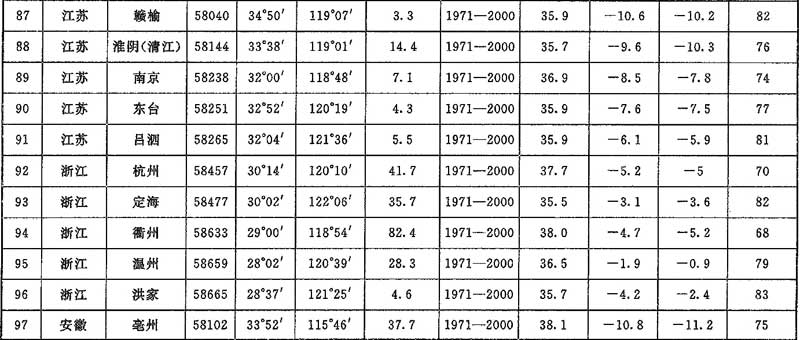 87 江苏 赣榆 58040 34°50′ 119°07′ 3.3 1971—2000 35.9 −10.6 −10.2 82
88 江苏 淮阴(清江) 58144 33°38′ 119°01′ 14.4 1971—2000 35.7 −9.6 −10.3 76
89 江苏 南京 58238 32°00′ 118°48′ 7.1 1971—2000 36.9 −8.5 −7.8 74
90 江苏 东台 58251 32°52′ 120°19′ 4.3 1971—2000 35.9 −7.6 −7.5 77
91 江苏 吕泗 58265 32°04′ 121°36′ 5.5 1971—2000 35.9 −6.1 −5.9 81
92 浙江 杭州 58457 30°14′ 120°10′ 41.7 1971—2000 37.7 −5.2 −5 70
93 浙江 定海 58477 30°02′ 122°06′ 35.7 1971—2000 35.5 −3.1 −3.6 82
94 浙江 衢州 58633 29°00′ 118°54′ 82.4 1971—2000 38.0 −4.7 −5.2 68
95 浙江 温州 58659 28°02′ 120°39′ 28.3 1971—2000 36.5 −1.9 −0.9 79
96 浙江 洪家 58665 28°37′ 121°25′ 4.6 1971—2000 35.7 −4.2 −2.4 83
97 安徽 亳州 58102 33°52′ 115°46′ 37.7 1971—2000 38.1 −10.8 −11.2 75